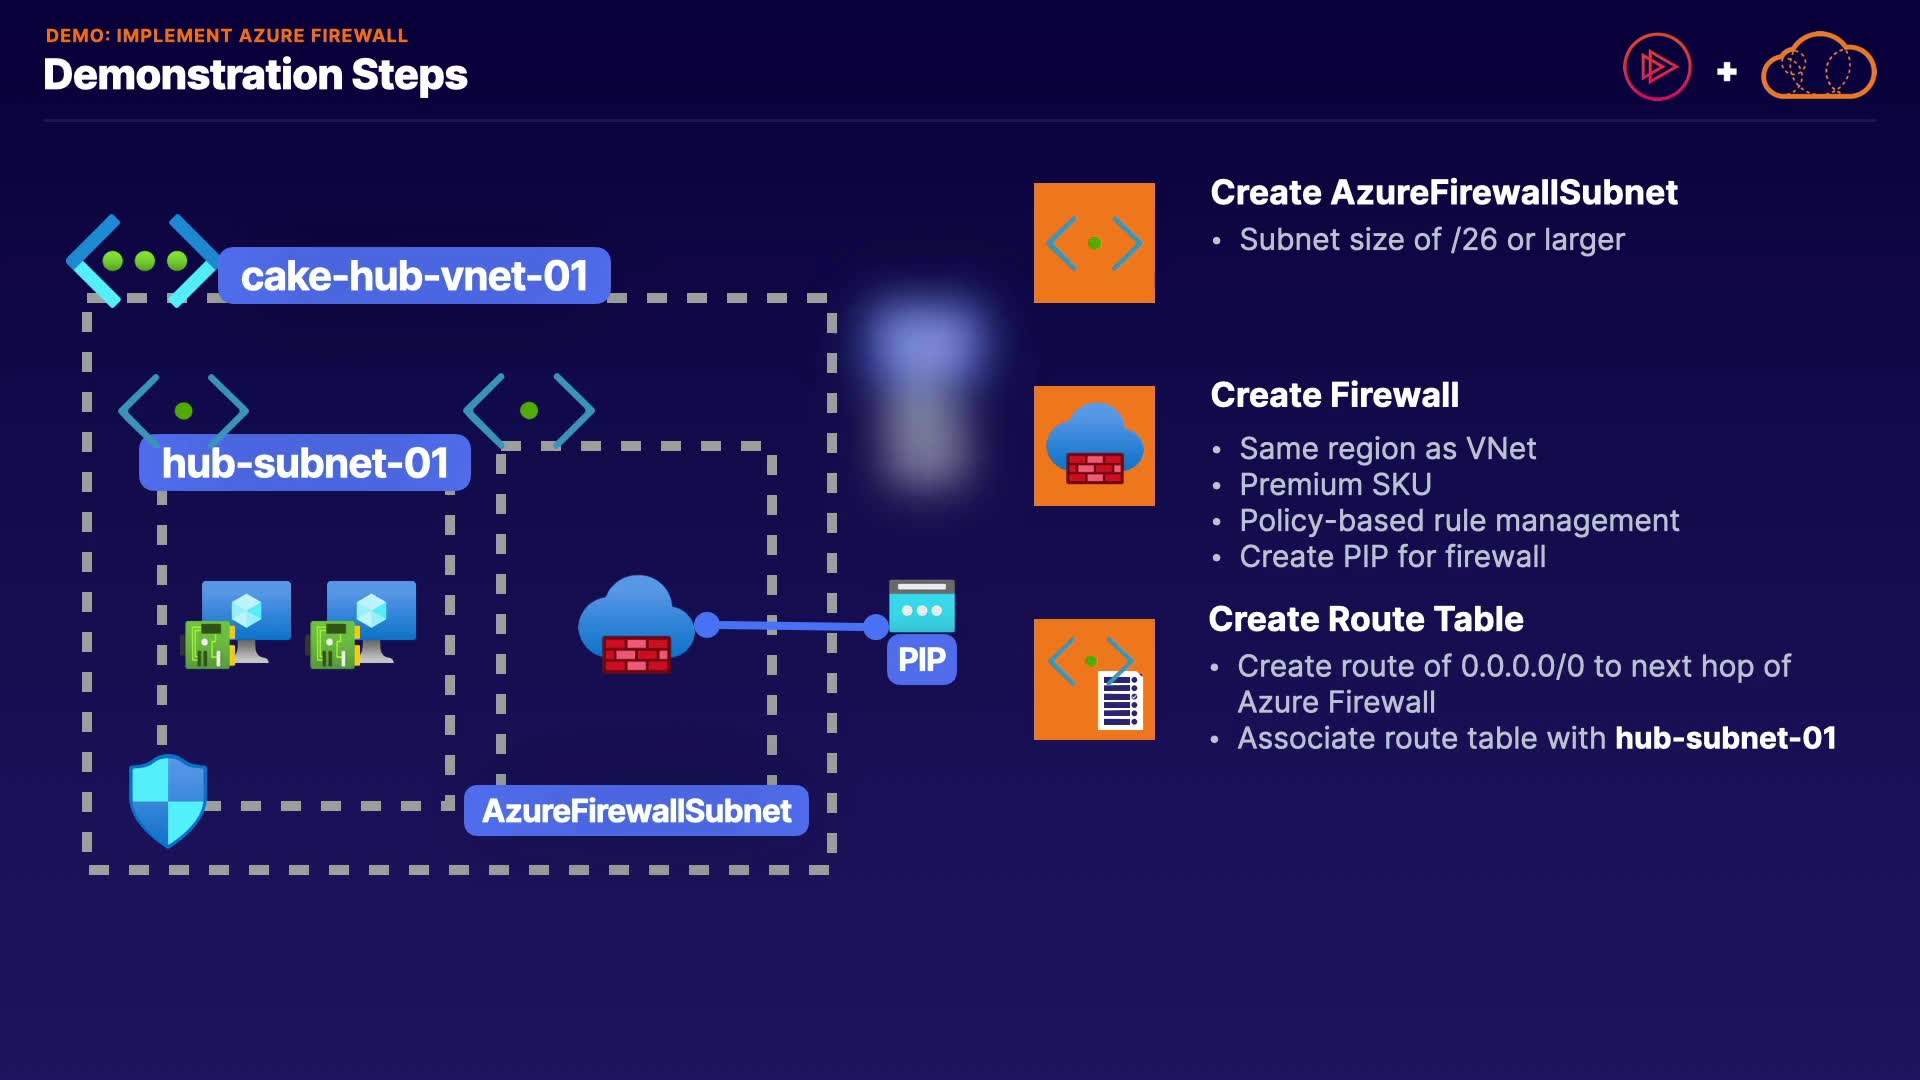 DEMO: IMPLEMENT AZURE FIREWALL
Demonstration Steps
cake-hub-vnet-01
hub-subnet-01
AzureFirewallSubnet
PIP
Create AzureFirewallSubnet
• Subnet size of /26 or larger
Create Firewall
• Same region as VNet
• Premium SKU
• Policy-based rule management
• Create PIP for firewall
Create Route Table
• Create route of 0.0.0.0/0 to next hop of
Azure Firewall
• Associate route table with hub-subnet-01